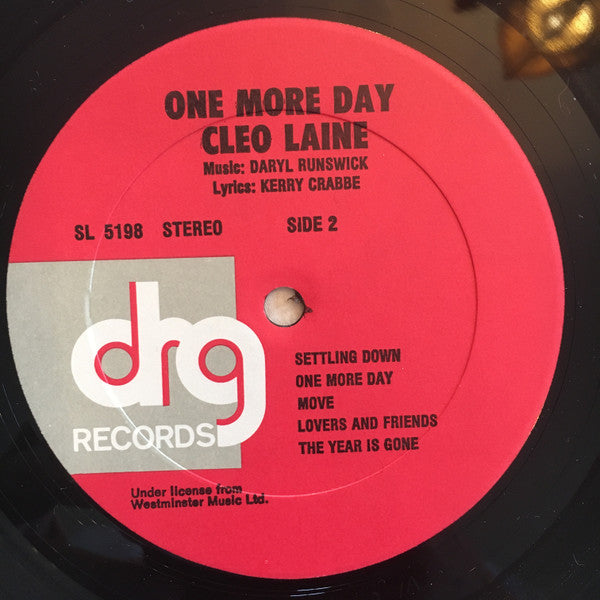 ONE MORE DAY
CLEO LAINE
Music: DARYL RUNSWICK
Lyrics: KERRY CRABBE
SL 5198 STEREO SIDE 2
drg
RECORDS
SETTLING DOWN
ONE MORE DAY
MOVE
LOVERS AND FRIENDS
THE YEAR IS GONE
Under license from
Westminster Music Ltd.